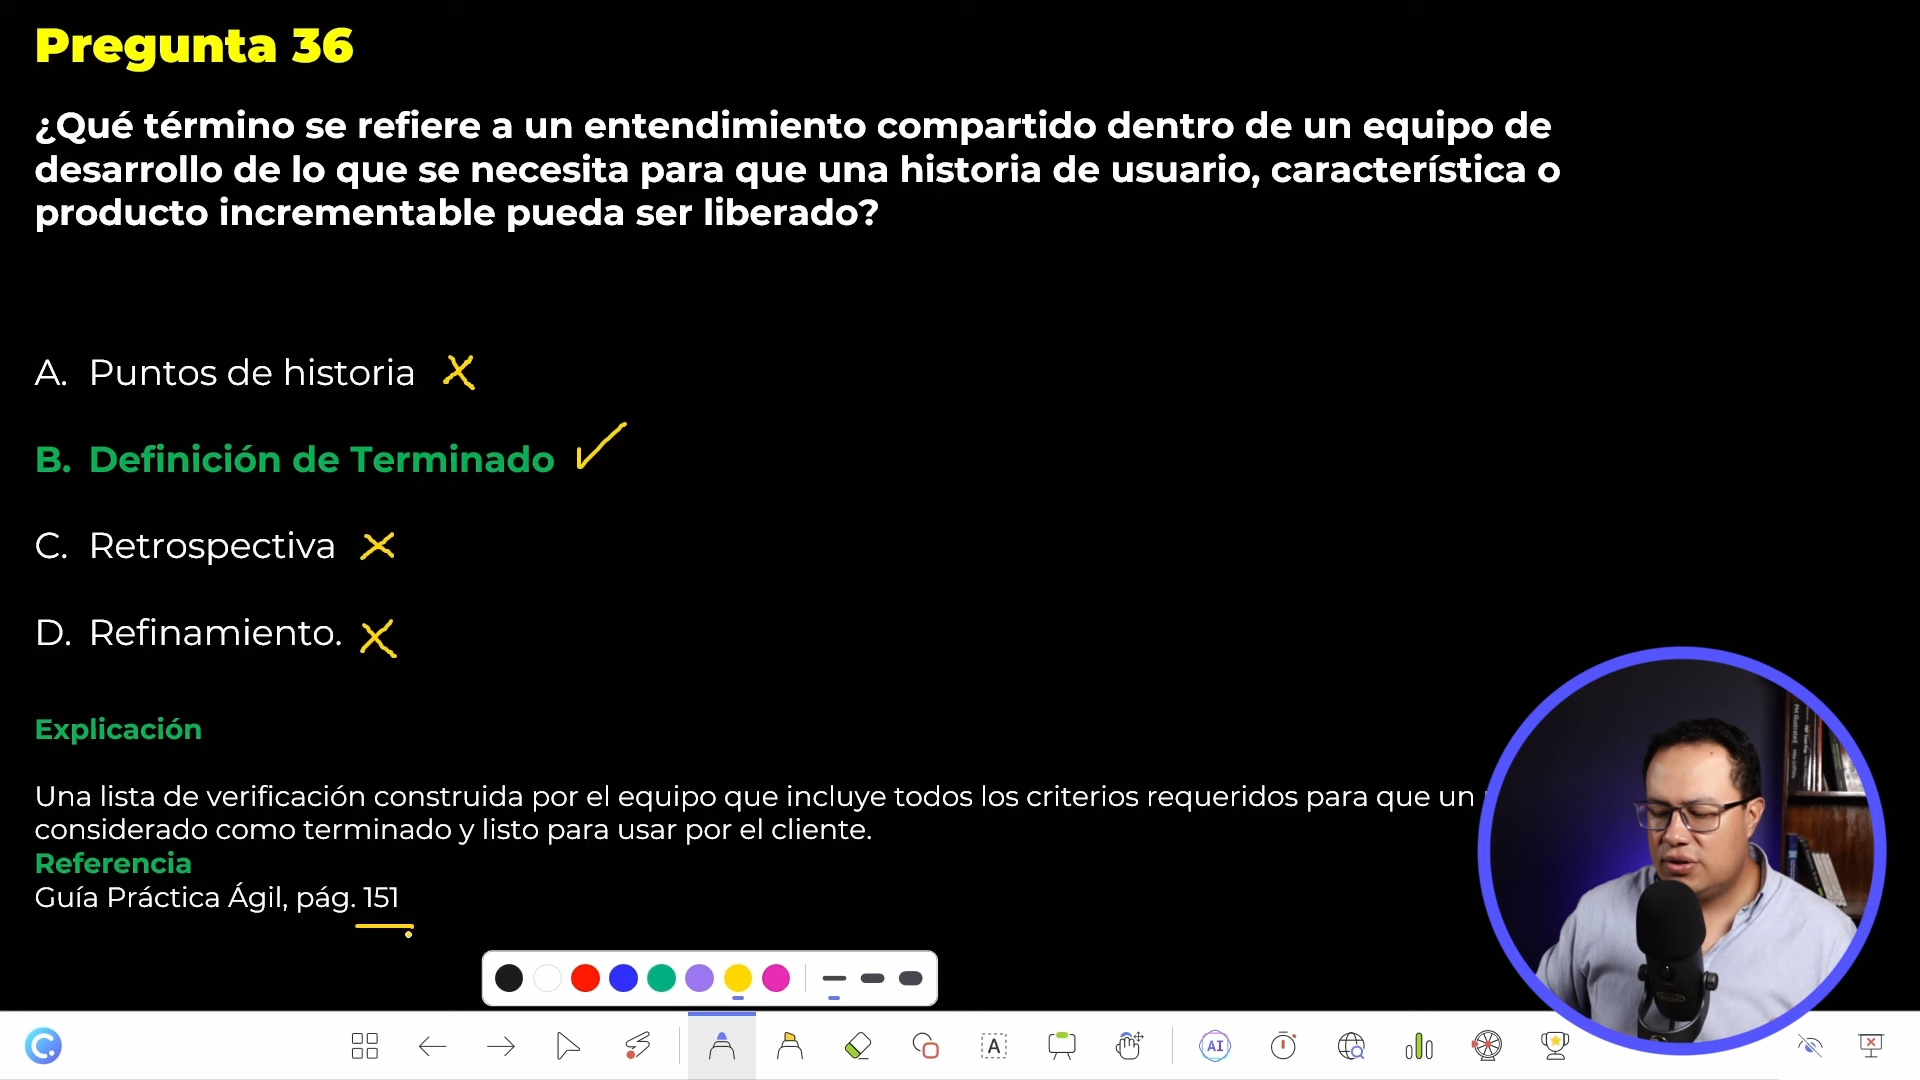 Pregunta 36
¿Qué término se refiere a un entendimiento compartido dentro de un equipo de
desarrollo de lo que se necesita para que una historia de usuario, característica o
producto incrementable pueda ser liberado?
A. Puntos de historia
B. Definición de Terminado
C. Retrospectiva
D. Refinamiento.
Explicación
Una lista de verificación construida por el equipo que incluye todos los criterios requeridos para que un
considerado como terminado y listo para usar por el cliente.
Referencia
Guía Práctica Ágil, pág. 151
A
AI